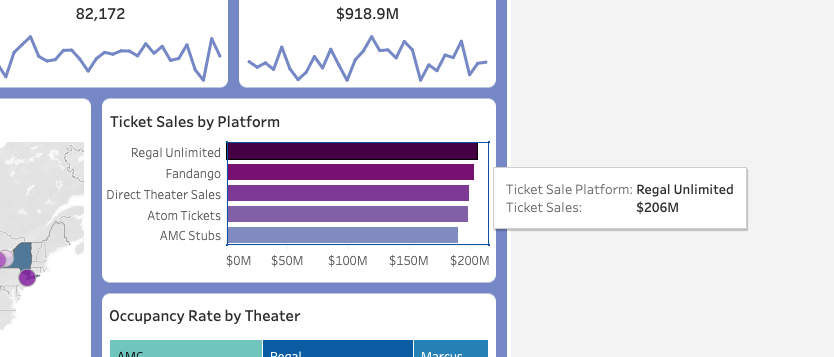 82,172
$918.9M
Ticket Sales by Platform
Regal Unlimited
Fandango
Direct Theater Sales
Atom Tickets
AMC Stubs
$0M $50M $100M $150M $200M
Ticket Sale Platform: Regal Unlimited
Ticket Sales: $206M
Occupancy Rate by Theater
AMC Regal Marcus